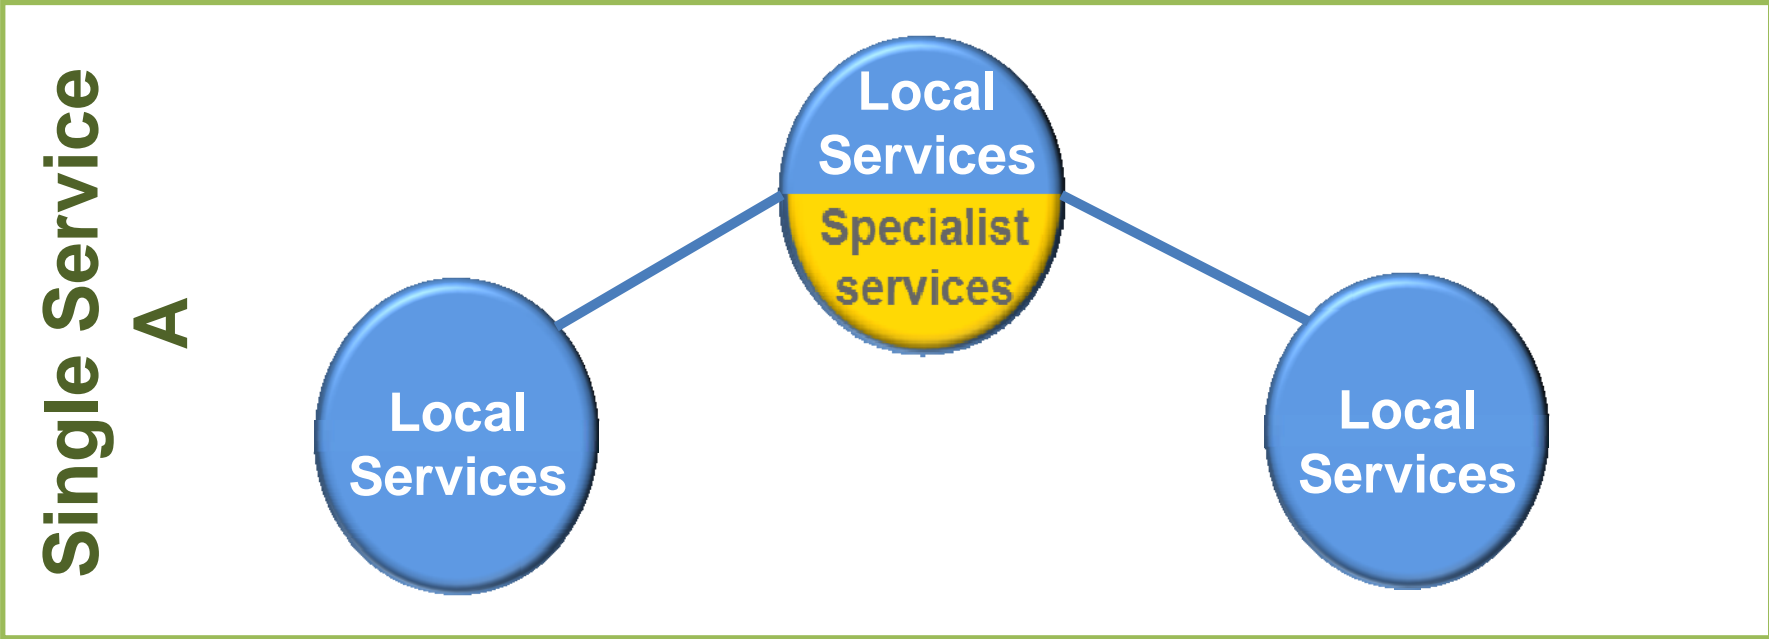 Single Service
A
Local
Services
Specialist
services
Local
Services
Local
Services